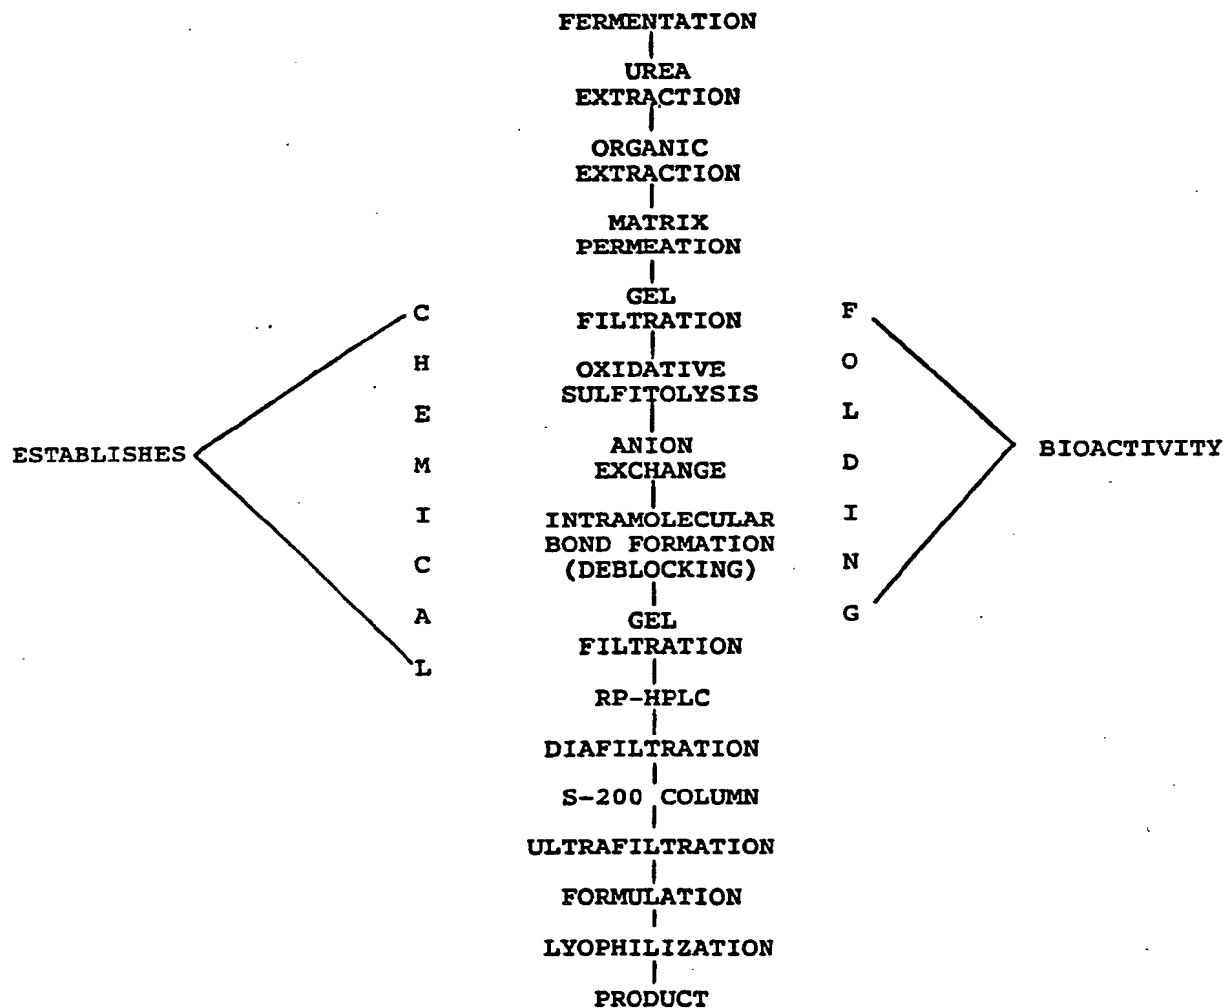 FERMENTATION
UREA
EXTRACTION
ORGANIC
EXTRACTION
MATRIX
PERMEATION
GEL
FILTRATION
OXIDATIVE
SULFITOLYSIS
ANION
EXCHANGE
INTRAMOLECULAR
BOND FORMATION
(DEBLOCKING)
GEL
FILTRATION
RP-HPLC
DIAFILTRATION
S-200 COLUMN
ULTRAFILTRATION
FORMULATION
LYOPHILIZATION
PRODUCT
ESTABLISHES
C
H
E
M
I
C
A
L
F
O
L
D
I
N
G
BIOACTIVITY